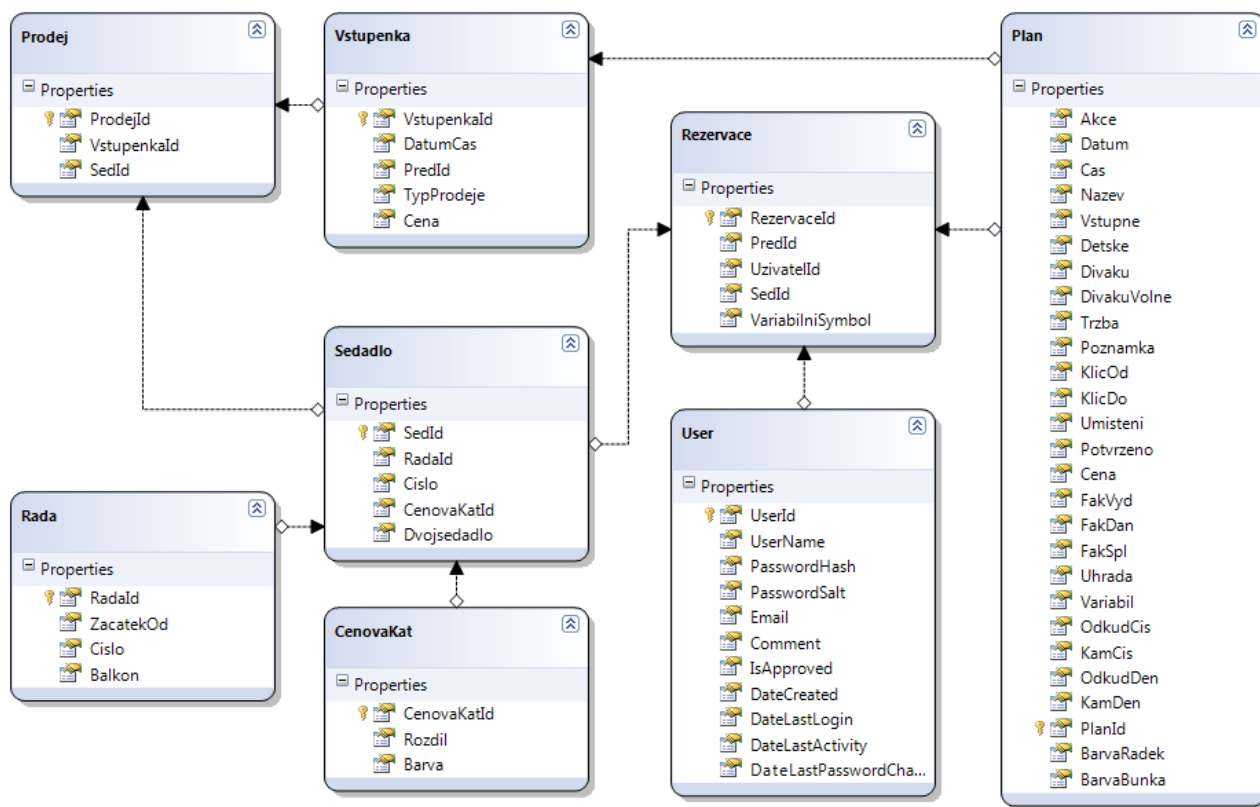 Prodej
Properties
ProdejId
VstupenkaId
SedId
Vstupenka
Properties
VstupenkaId
DatumCas
PredId
TypProdeje
Cena
Rezervace
Properties
RezervaceId
PredId
UzivatelId
SedId
VariabilniSymbol
Plan
Properties
Akce
Datum
Cas
Nazev
Vstupne
Detske
Divaku
DivakuVolne
Trzba
Poznamka
KlicOd
KlicDo
Umisteni
Potvrzeno
Cena
FakVyd
FakDan
FakSpl
Uhrada
Variabil
OdkudCis
KamCis
OdkudDen
KamDen
PlanId
BarvaRadek
BarvaBunka
Sedadlo
Properties
SedId
RadaId
Cislo
CenovaKatId
Dvojsedadlo
User
Properties
UserId
UserName
PasswordHash
PasswordSalt
Email
Comment
IsApproved
DateCreated
DateLastLogin
DateLastActivity
DateLastPasswordCha...
Rada
Properties
RadaId
ZacatekOd
Cislo
Balkon
CenovaKat
Properties
CenovaKatId
Rozdil
Barva